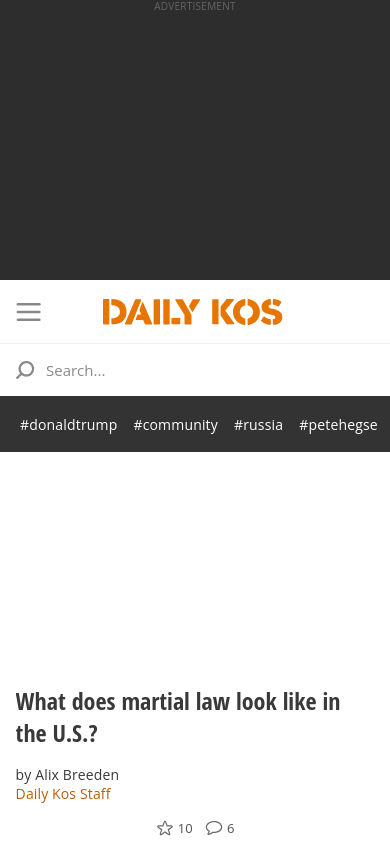 ADVERTISEMENT
DAILY KOS
Search...
#donaldtrump #community #russia #petehegse
What does martial law look like in
the U.S.?
by Alix Breeden
Daily Kos Staff
10 6